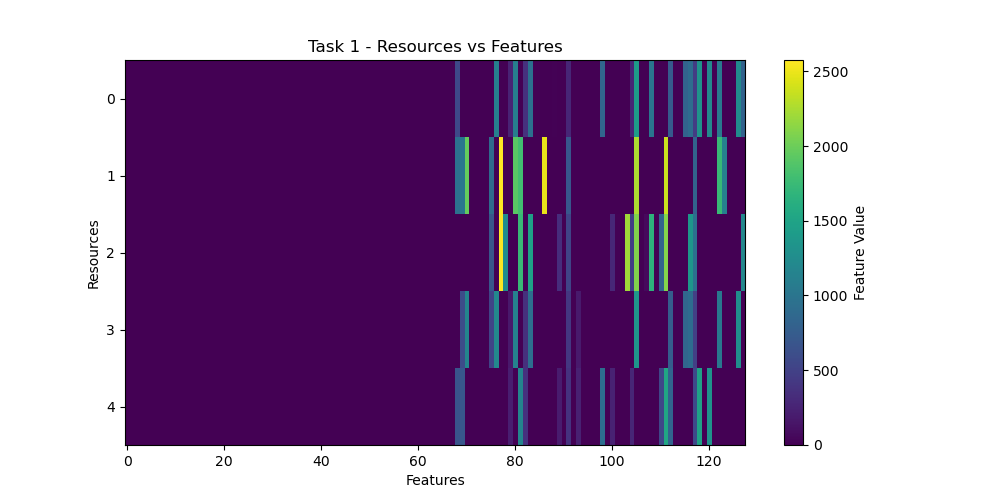 Task 1 - Resources vs Features
Resources
0
1
2
3
4
0 20 40 60 80 100 120
Features
2500
2000
1500
1000
500
0
Feature Value